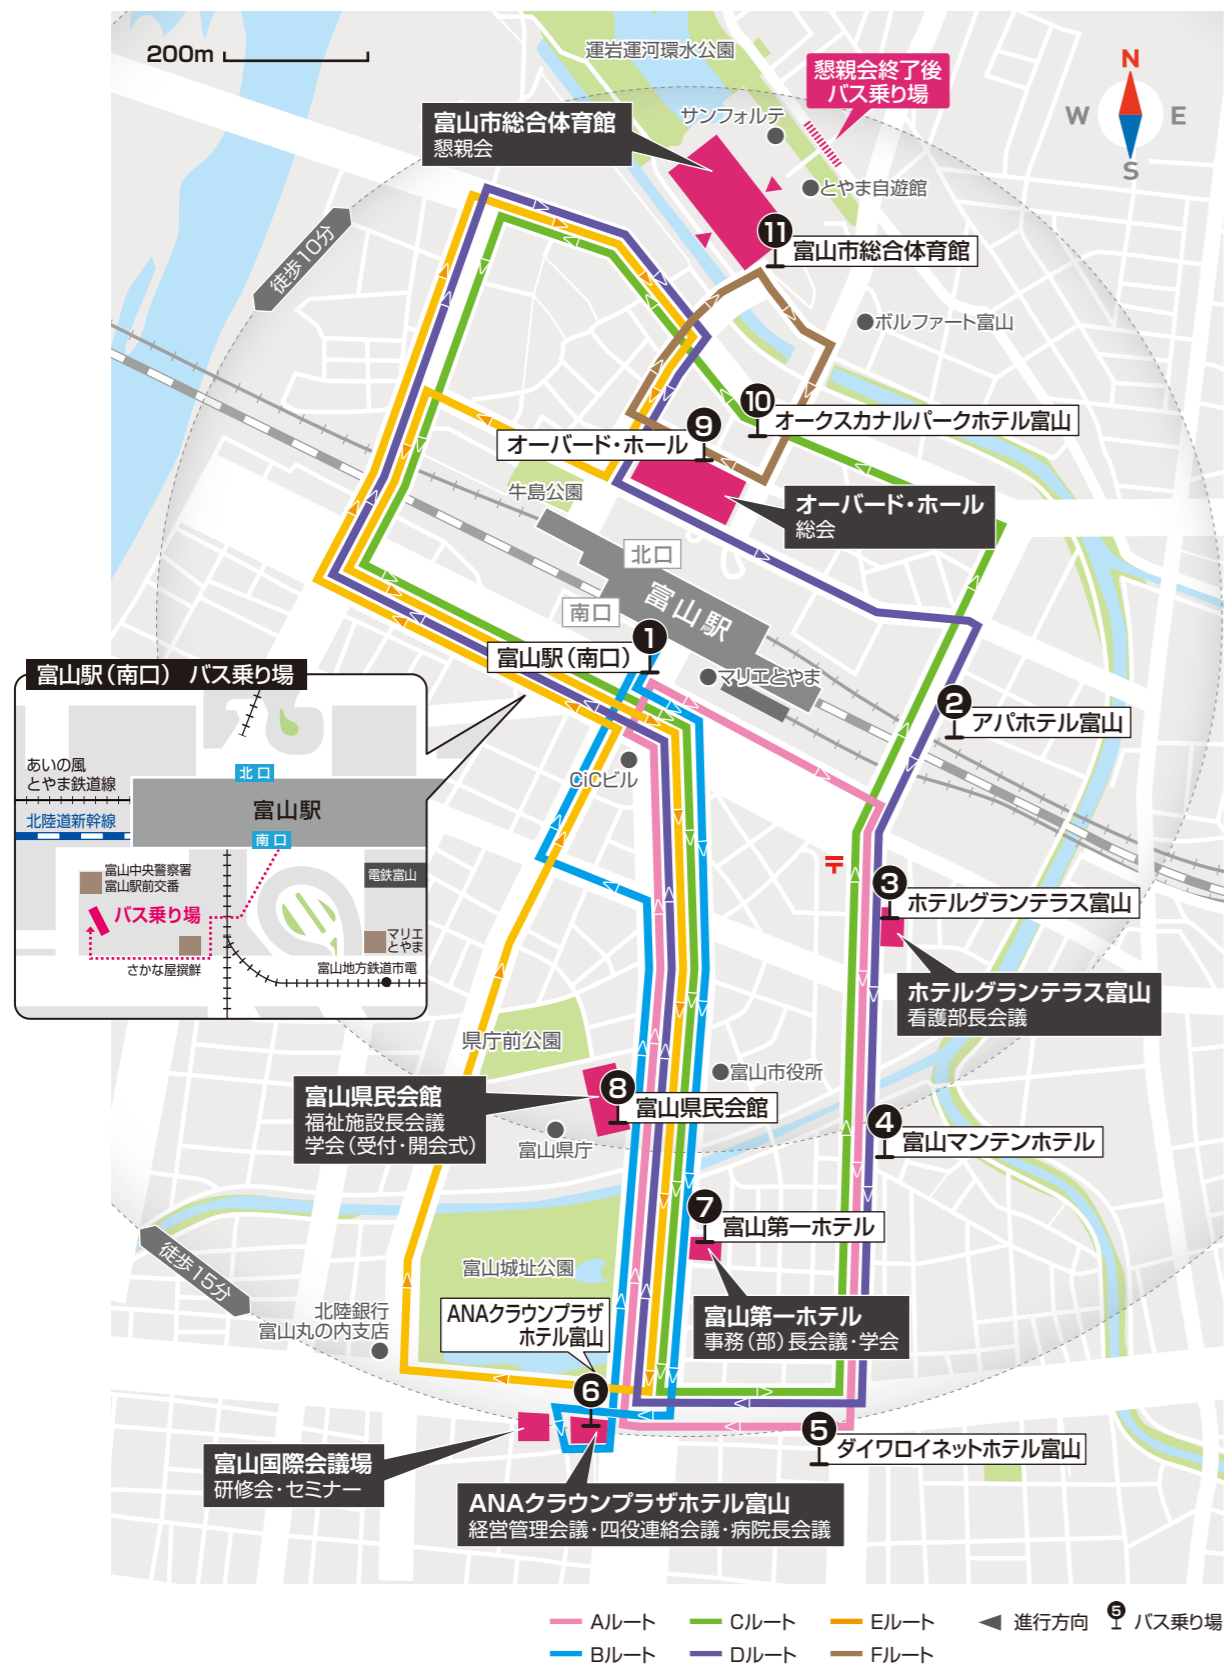 200m
運岩運河環水公園
懇親会終了後
バス乗り場
N
W
E
S
サンフォルテ
富山市総合体育館
懇親会
とやま自遊館
徒歩10分
11
富山市総合体育館
ボルファート富山
10
オークスカナルパークホテル富山
9
オーバード・ホール
牛島公園
オーバード・ホール
総会
北口
富山駅
南口
1
富山駅（南口）
マリエとやま
2
アパホテル富山
富山駅（南口） バス乗り場
あいの風
とやま鉄道線
北口
富山駅
北陸道新幹線
南口
富山中央警察署
富山駅前交番
電鉄富山
バス乗り場
マリエ
とやま
さかな屋撰鮮
富山地方鉄道市電
CiCビル
〒
3
ホテルグランテラス富山
ホテルグランテラス富山
看護部長会議
県庁前公園
富山市役所
富山県民会館
福祉施設長会議
学会（受付・開会式）
8
富山県民会館
富山県庁
4
富山マンテンホテル
7
富山第一ホテル
徒歩15分
富山城址公園
北陸銀行
富山丸の内支店
ANAクラウンプラザ
ホテル富山
富山第一ホテル
事務（部）長会議・学会
6
5
ダイワロイネットホテル富山
富山国際会議場
研修会・セミナー
ANAクラウンプラザホテル富山
経営管理会議・四役連絡会議・病院長会議
Aルート
Cルート
Eルート
進行方向
5
バス乗り場
Bルート
Dルート
Fルート